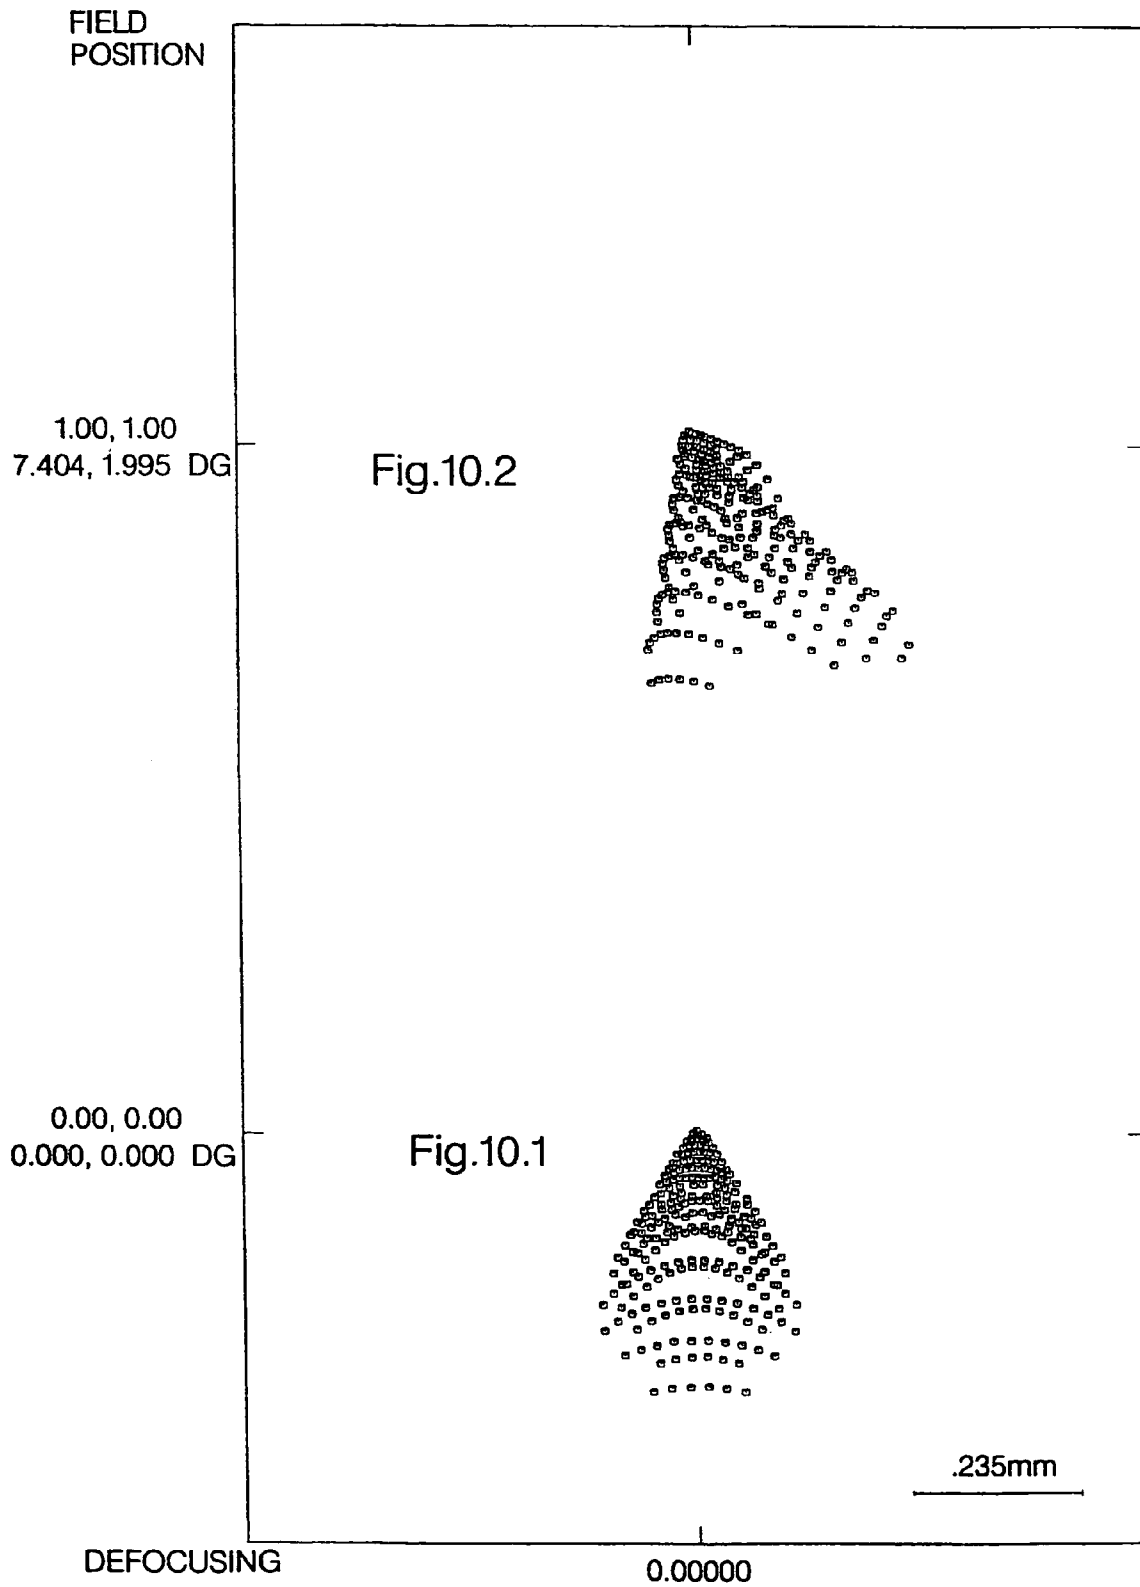 FIELD
POSITION
1.00, 1.00
7.404, 1.995 DG
Fig.10.2
0.00, 0.00
0.000, 0.000 DG
Fig.10.1
.235mm
DEFOCUSING
0.00000